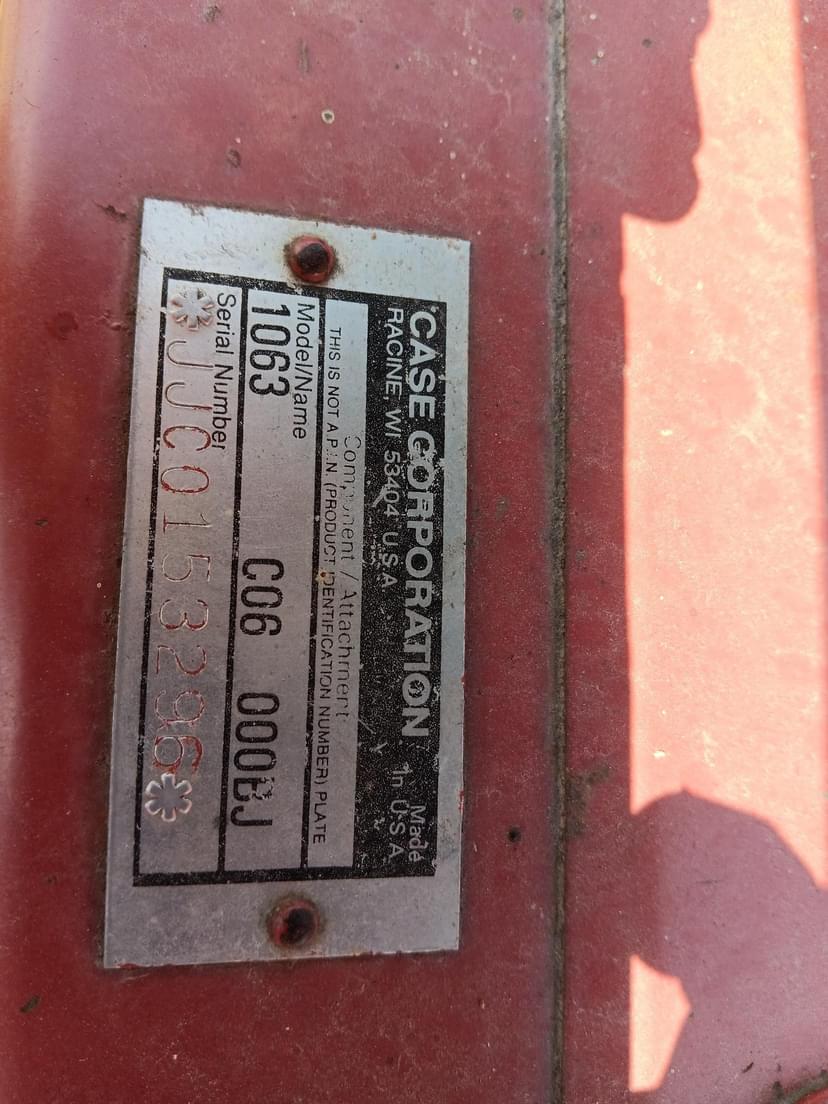 CASE CORPORATION
RACINE, WI 53404 U.S.A.
Made
In U.S.A.
Component / Attachment
THIS IS NOT A P.I.N. (PRODUCT IDENTIFICATION NUMBER) PLATE
Model/Name
1063 C06 000BJ
Serial Number
*JJC0153296*